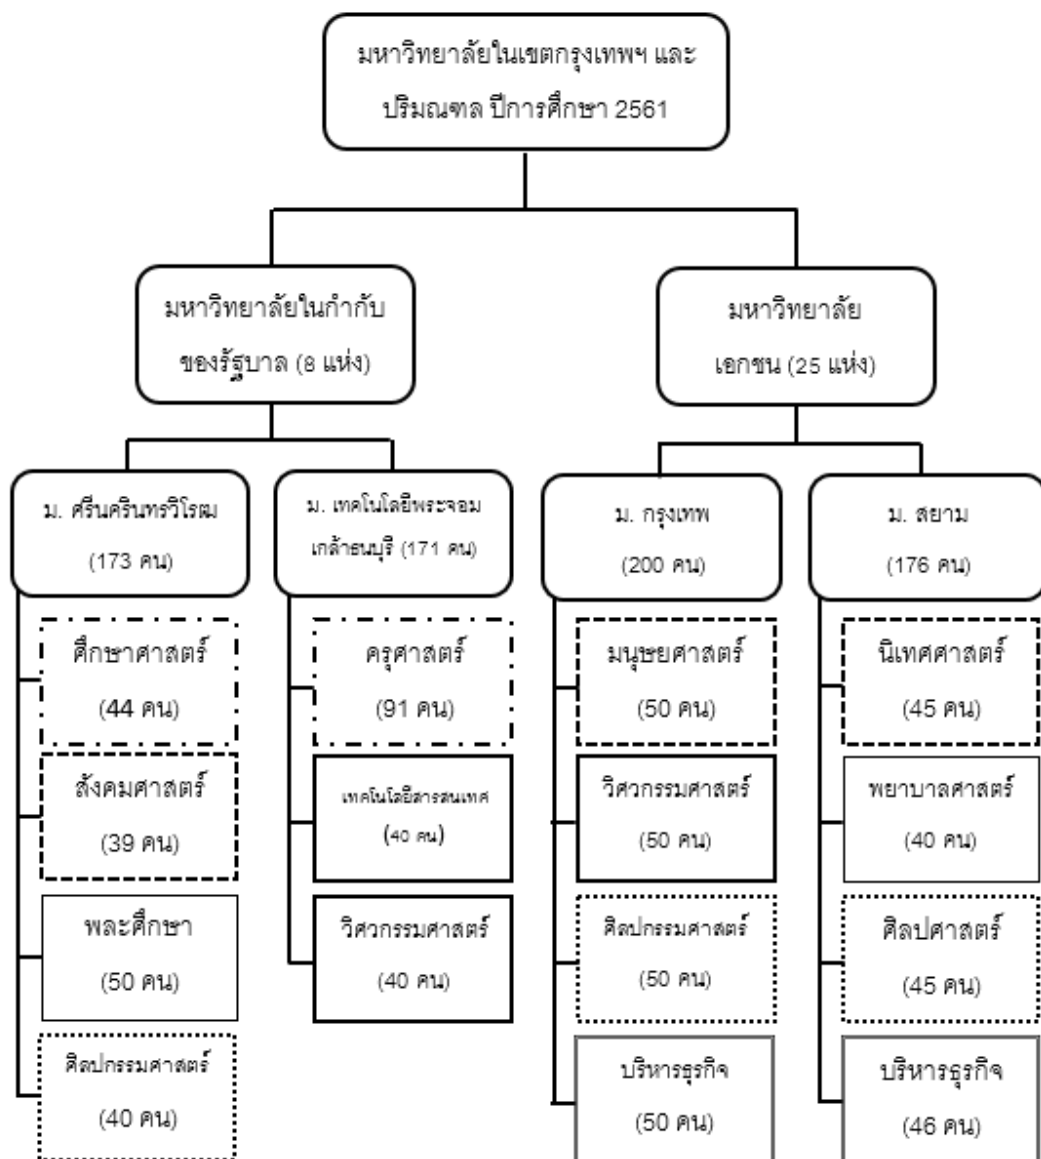 มหาวิทยาลัยในเขตกรุงเทพฯ และ
ปริมณฑล ปีการศึกษา 2561
มหาวิทยาลัยในกำกับ
ของรัฐบาล (8 แห่ง)
มหาวิทยาลัย
เอกชน (25 แห่ง)
ม. ศรีนครินทรวิโรฒ
(173 คน)
ม. เทคโนโลยีพระจอม
เกล้าธนบุรี (171 คน)
ม. กรุงเทพ
(200 คน)
ม. สยาม
(176 คน)
ศึกษาศาสตร์
(44 คน)
สังคมศาสตร์
(39 คน)
พละศึกษา
(50 คน)
ศิลปกรรมศาสตร์
(40 คน)
ครุศาสตร์
(91 คน)
เทคโนโลยีสารสนเทศ
(40 คน)
วิศวกรรมศาสตร์
(40 คน)
มนุษยศาสตร์
(50 คน)
วิศวกรรมศาสตร์
(50 คน)
ศิลปกรรมศาสตร์
(50 คน)
บริหารธุรกิจ
(50 คน)
นิเทศศาสตร์
(45 คน)
พยาบาลศาสตร์
(40 คน)
ศิลปศาสตร์
(45 คน)
บริหารธุรกิจ
(46 คน)